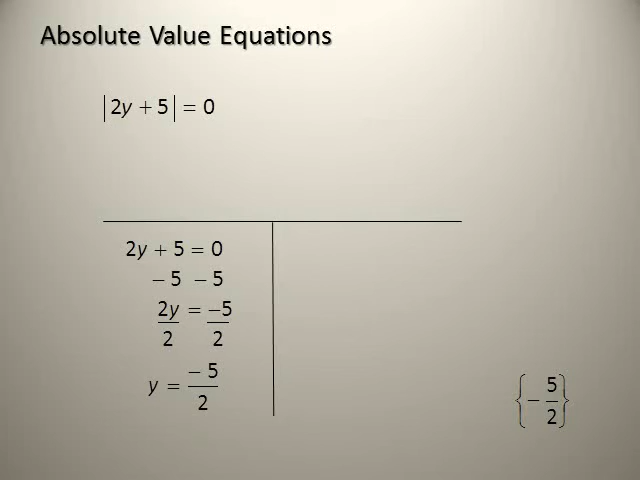 Absolute Value Equations
|2y + 5| = 0
2y + 5 = 0
− 5 − 5
2y = −5
2 2
y = − 5
2
{− 5/2}